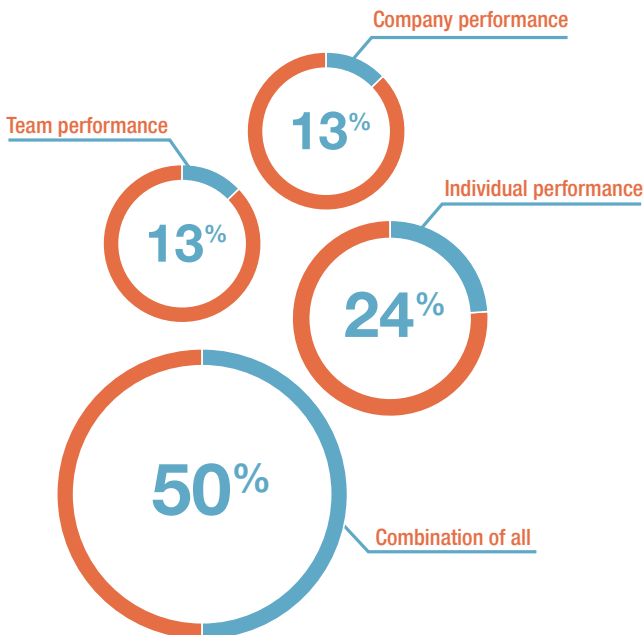 Company performance
13%
Team performance
13%
Individual performance
24%
50%
Combination of all